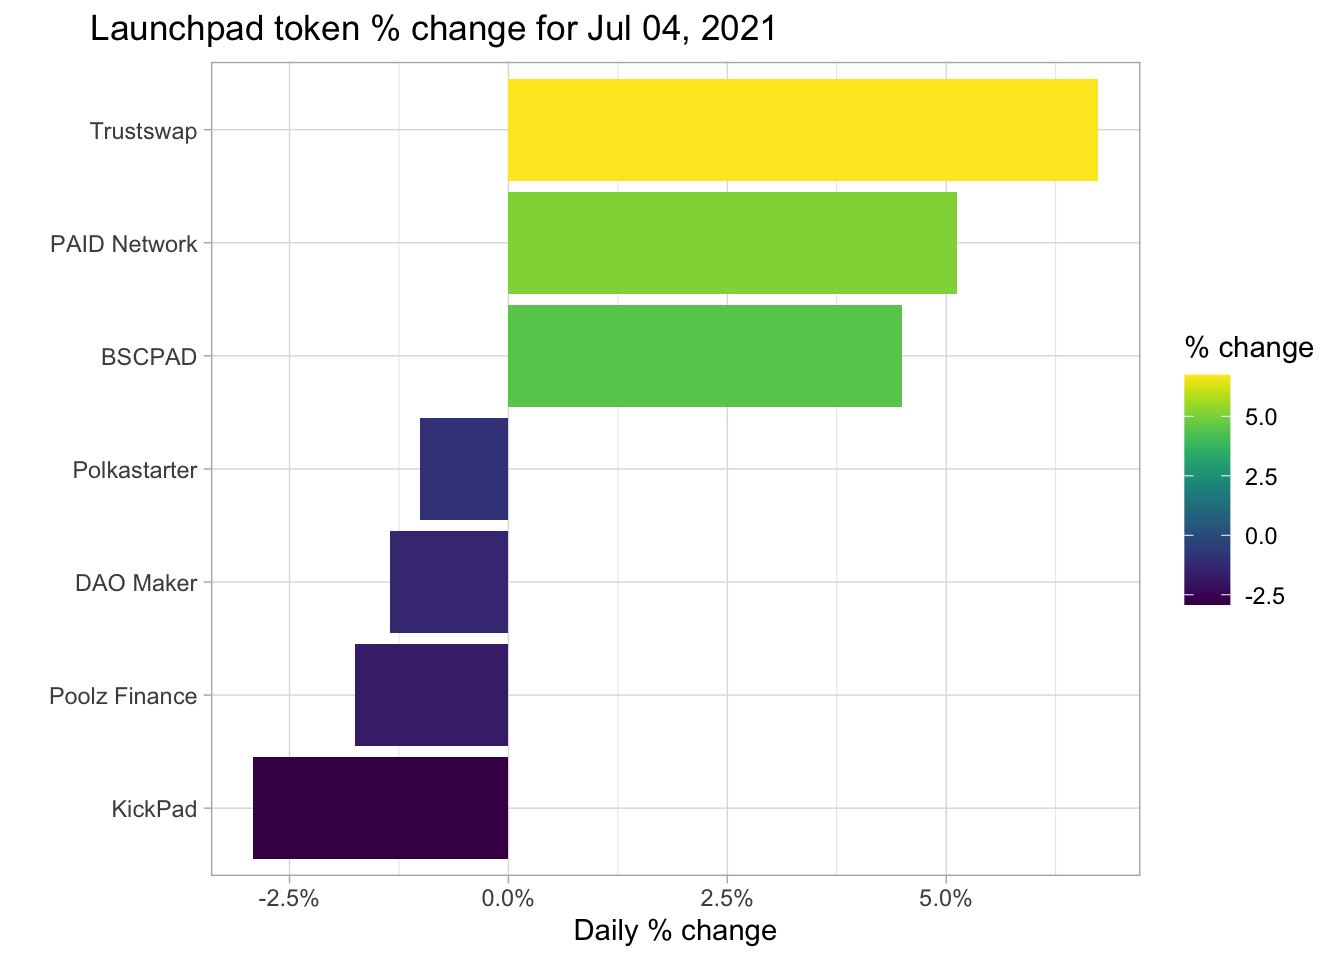 Launchpad token % change for Jul 04, 2021
Trustswap
PAID Network
BSCPAD
Polkastarter
DAO Maker
Poolz Finance
KickPad
-2.5%
0.0%
2.5%
5.0%
Daily % change
% change
5.0
2.5
0.0
-2.5